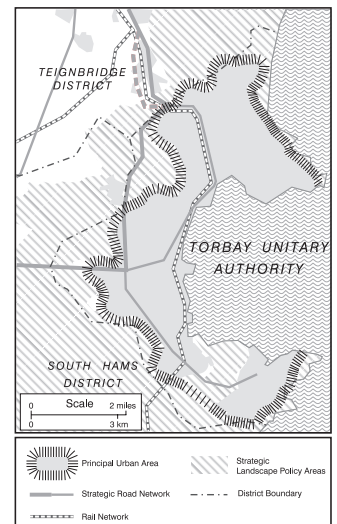 TEIGNBRIDGE
DISTRICT
TORBAY UNITARY
AUTHORITY
SOUTH HAMS
DISTRICT
0 Scale 2 miles
0 3 km
Principal Urban Area
Strategic
Landscape Policy Areas
Strategic Road Network
District Boundary
Rail Network